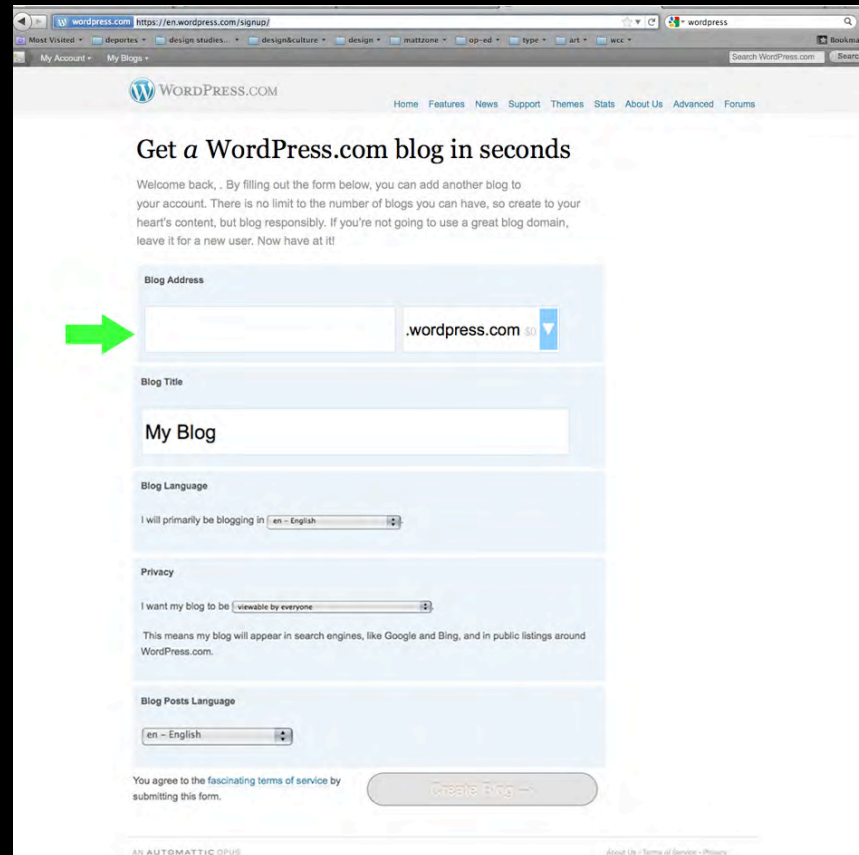 wordpress.com https://en.wordpress.com/signup/
wordpress
Most Visited deportes design studies... design&culture design mattzone op-ed type art wcc Bookma
My Account My Blogs Search WordPress.com Searc
WORDPRESS.COM
Home Features News Support Themes Stats About Us Advanced Forums
Get a WordPress.com blog in seconds
Welcome back, . By filling out the form below, you can add another blog to
your account. There is no limit to the number of blogs you can have, so create to your
heart's content, but blog responsibly. If you're not going to use a great blog domain,
leave it for a new user. Now have at it!
Blog Address
.wordpress.com $0
Blog Title
My Blog
Blog Language
I will primarily be blogging in en – English .
Privacy
I want my blog to be viewable by everyone .
This means my blog will appear in search engines, like Google and Bing, and in public listings around
WordPress.com.
Blog Posts Language
en – English
You agree to the fascinating terms of service by
submitting this form.
Create Blog →
AN AUTOMATTIC OPUS
About Us | Terms of Service • Privacy